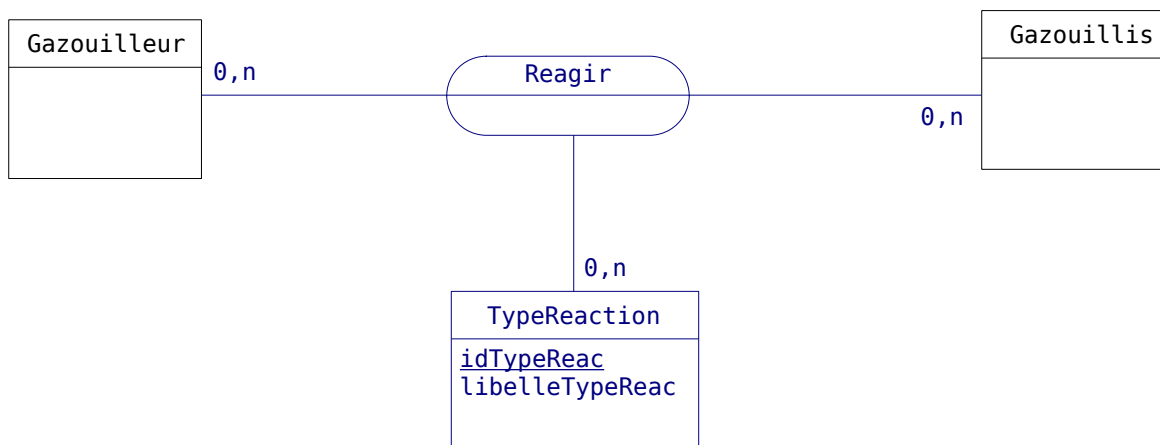 Gazouilleur
0,n
Reagir
Gazouillis
0,n
0,n
TypeReaction
idTypeReac
libelleTypeReac